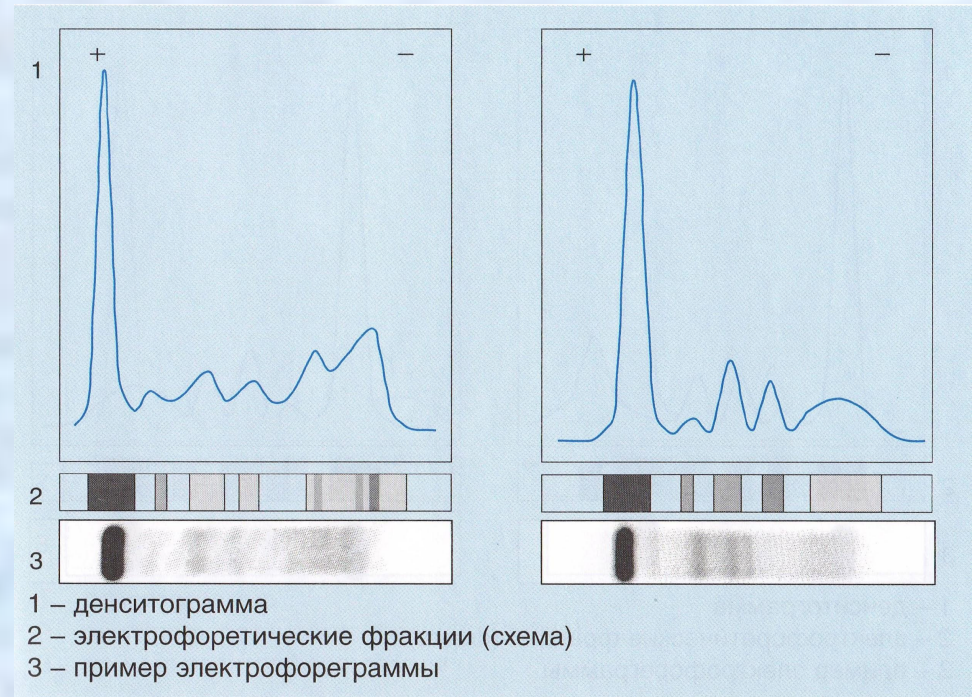 + −
+ −
1
2
3
1 – денситограмма
2 – электрофоретические фракции (схема)
3 – пример электрофореграммы